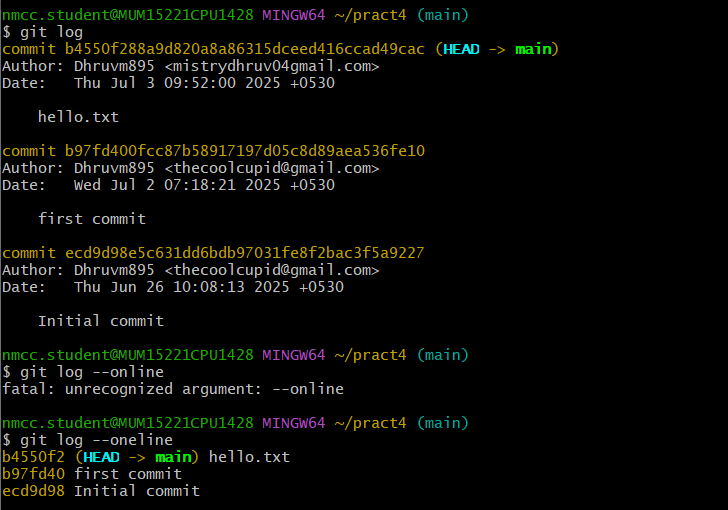 nmcc.student@MUM15221CPU1428 MINGW64 ~/pract4 (main)
$ git log
commit b4550f288a9d820a8a86315dceed416ccad49cac (HEAD -> main)
Author: Dhruvm895 <mistrydhruv04gmail.com>
Date:   Thu Jul 3 09:52:00 2025 +0530

    hello.txt

commit b97fd400fcc87b58917197d05c8d89aea536fe10
Author: Dhruvm895 <thecoolcupid@gmail.com>
Date:   Wed Jul 2 07:18:21 2025 +0530

    first commit

commit ecd9d98e5c631dd6bdb97031fe8f2bac3f5a9227
Author: Dhruvm895 <thecoolcupid@gmail.com>
Date:   Thu Jun 26 10:08:13 2025 +0530

    Initial commit

nmcc.student@MUM15221CPU1428 MINGW64 ~/pract4 (main)
$ git log --online
fatal: unrecognized argument: --online

nmcc.student@MUM15221CPU1428 MINGW64 ~/pract4 (main)
$ git log --oneline
b4550f2 (HEAD -> main) hello.txt
b97fd40 first commit
ecd9d98 Initial commit